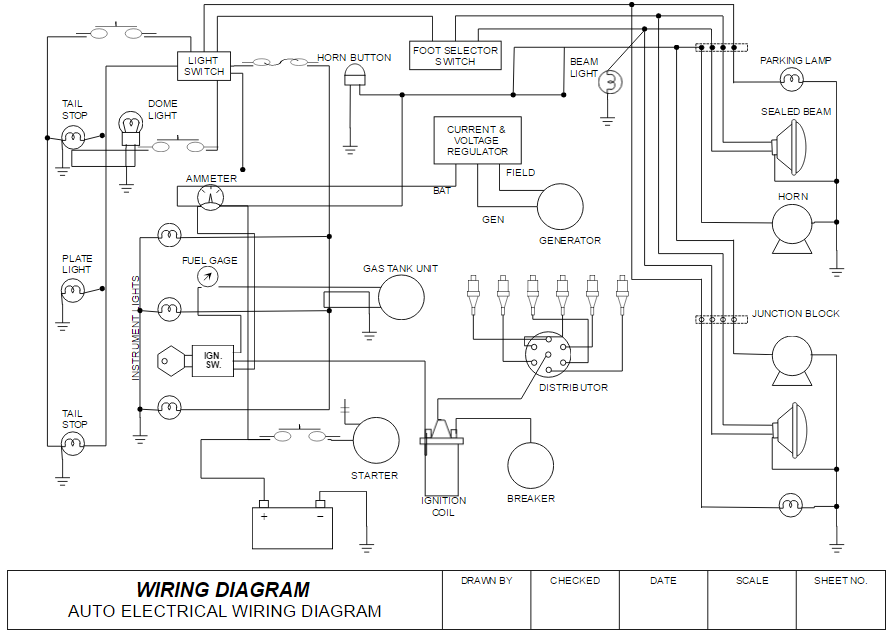 LIGHT
SWITCH
HORN BUTTON
FOOT SELECTOR
SWITCH
BEAM
LIGHT
PARKING LAMP
TAIL
STOP
DOME
LIGHT
SEALED BEAM
CURRENT &
VOLTAGE
REGULATOR
AMMETER
BAT
FIELD
GEN
GENERATOR
HORN
PLATE
LIGHT
FUEL GAGE
GAS TANK UNIT
INSTRUMENT LIGHTS
JUNCTION BLOCK
IGN.
SW.
DISTRIBUTOR
TAIL
STOP
STARTER
IGNITION
COIL
BREAKER
+
−
WIRING DIAGRAM
AUTO ELECTRICAL WIRING DIAGRAM
DRAWN BY
CHECKED
DATE
SCALE
SHEET NO.